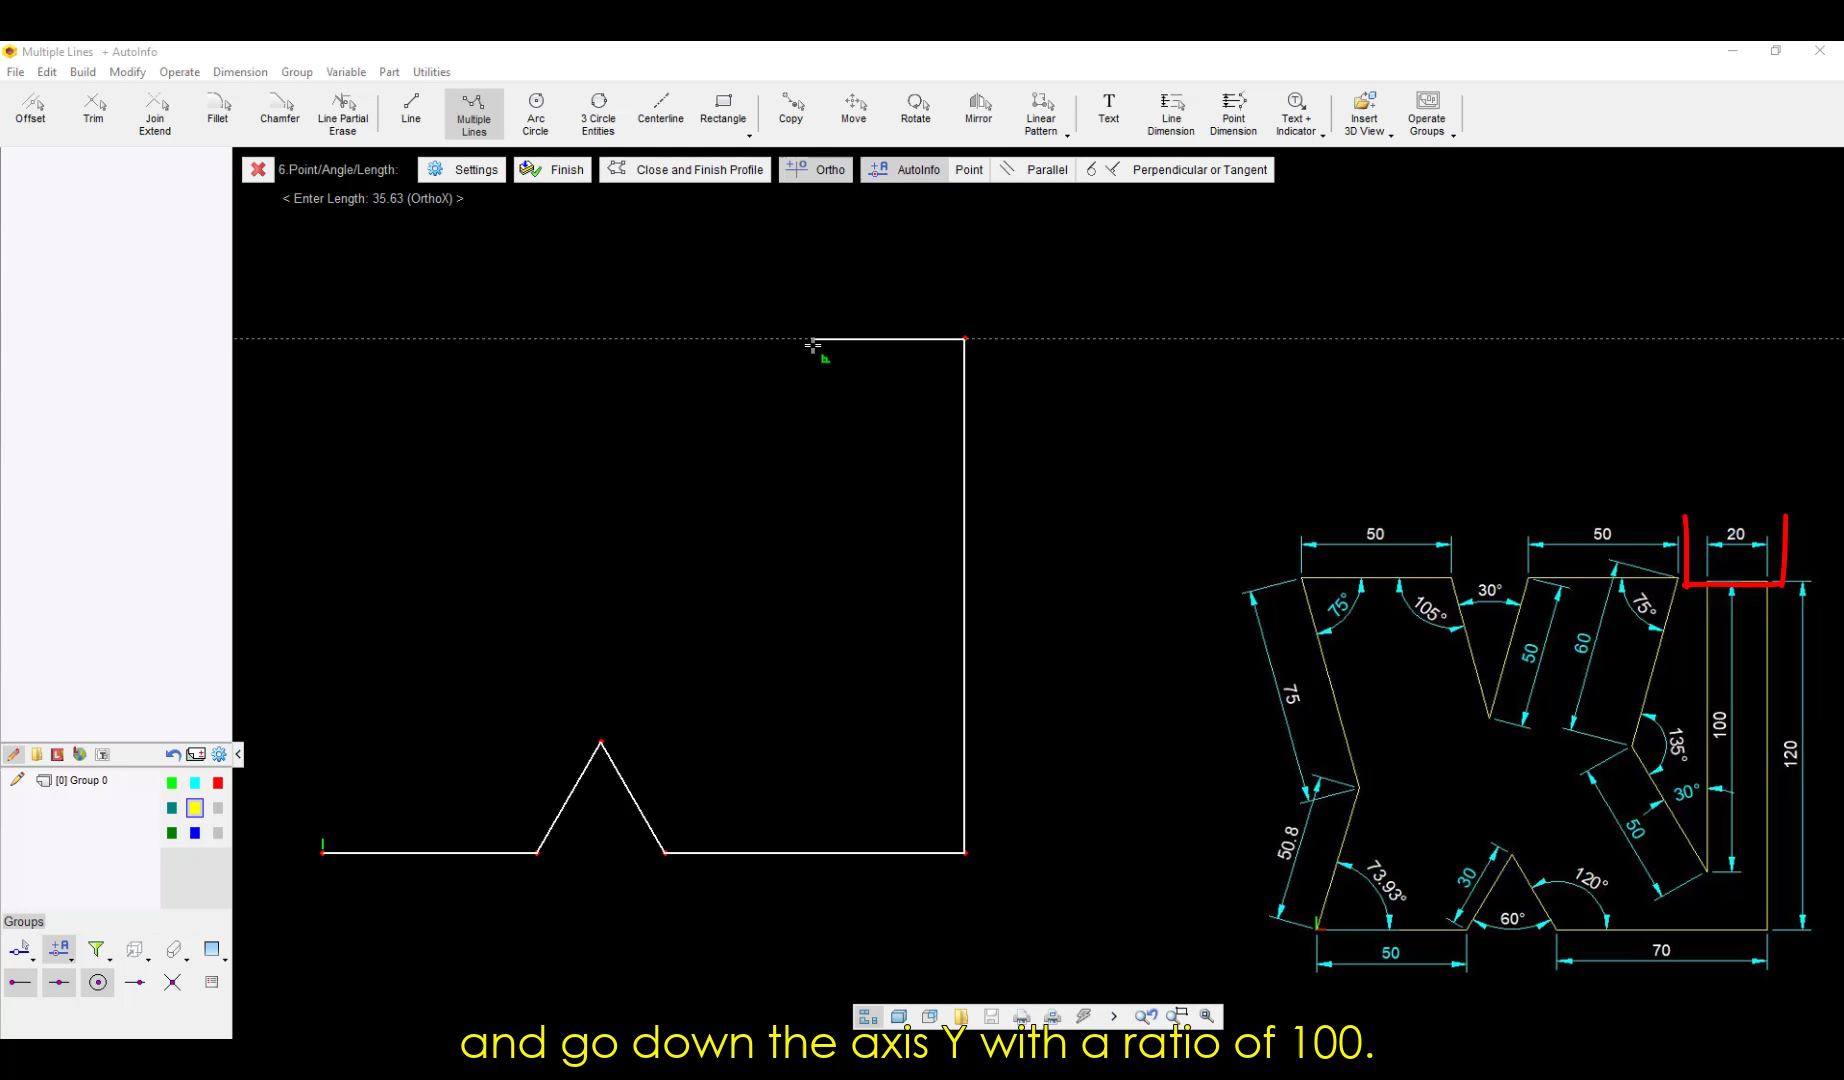 Multiple Lines + AutoInfo
File Edit Build Modify Operate Dimension Group Variable Part Utilities
Offset Trim Join Extend Fillet Chamfer Line Partial Erase Line Multiple Lines Arc Circle 3 Circle Entities Centerline Rectangle Copy Move Rotate Mirror Linear Pattern Text Line Dimension Point Dimension Text + Indicator Insert 3D View Operate Groups
6.Point/Angle/Length: Settings Finish Close and Finish Profile Ortho AutoInfo Point Parallel Perpendicular or Tangent
< Enter Length: 35.63 (OrthoX) >
50 50 20
75° 105° 30° 75°
50 60
75 135° 100 120
30°
50.8 50
73.93° 30 120°
60°
50 70
[0] Group 0
Groups
and go down the axis Y with a ratio of 100.